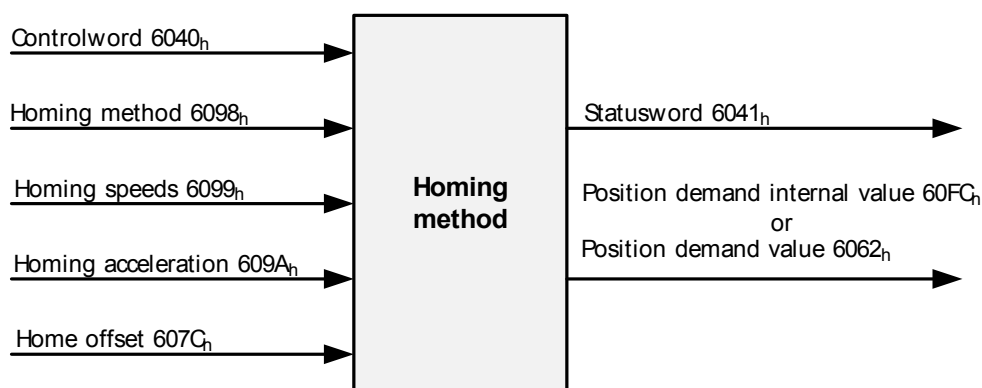 Controlword 6040h
Homing method 6098h
Homing speeds 6099h
Homing acceleration 609Ah
Home offset 607Ch
Homing
method
Statusword 6041h
Position demand internal value 60FCh
or
Position demand value 6062h